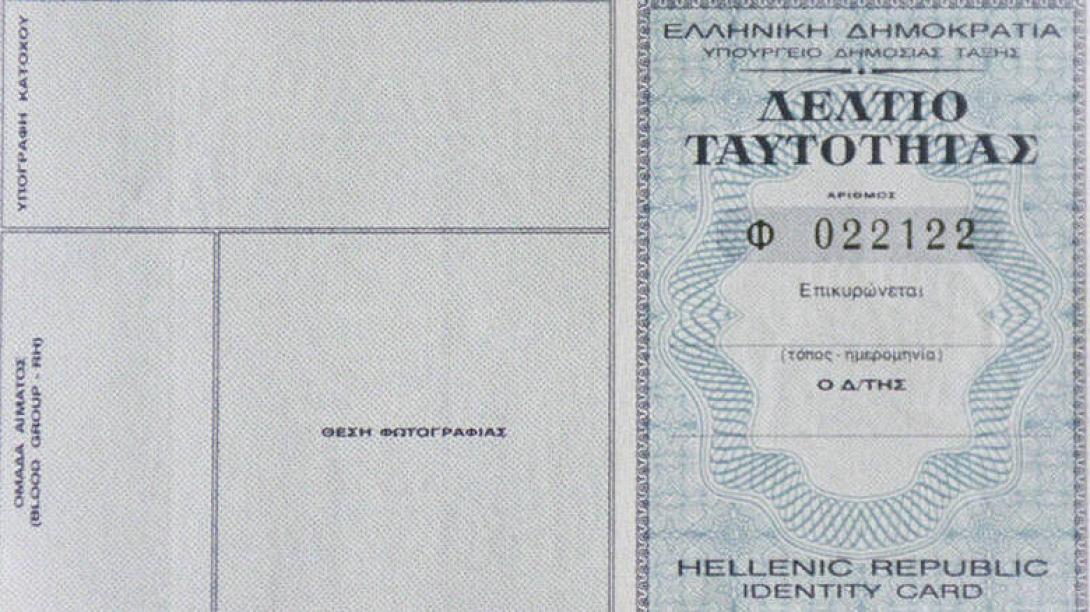 ΥΠΟΓΡΑΦΗ ΚΑΤΟΧΟΥ
ΟΜΑΔΑ ΑΙΜΑΤΟΣ
(BLOOD GROUP - RH)
ΘΕΣΗ ΦΩΤΟΓΡΑΦΙΑΣ
ΕΛΛΗΝΙΚΗ ΔΗΜΟΚΡΑΤΙΑ
ΥΠΟΥΡΓΕΙΟ ΔΗΜΟΣΙΑΣ ΤΑΞΗΣ
ΔΕΛΤΙΟ
ΤΑΥΤΟΤΗΤΑΣ
ΑΡΙΘΜΟΣ
Φ 022122
Επικυρώνεται
(τόπος - ημερομηνία)
Ο Δ/ΤΗΣ
HELLENIC REPUBLIC
IDENTITY CARD